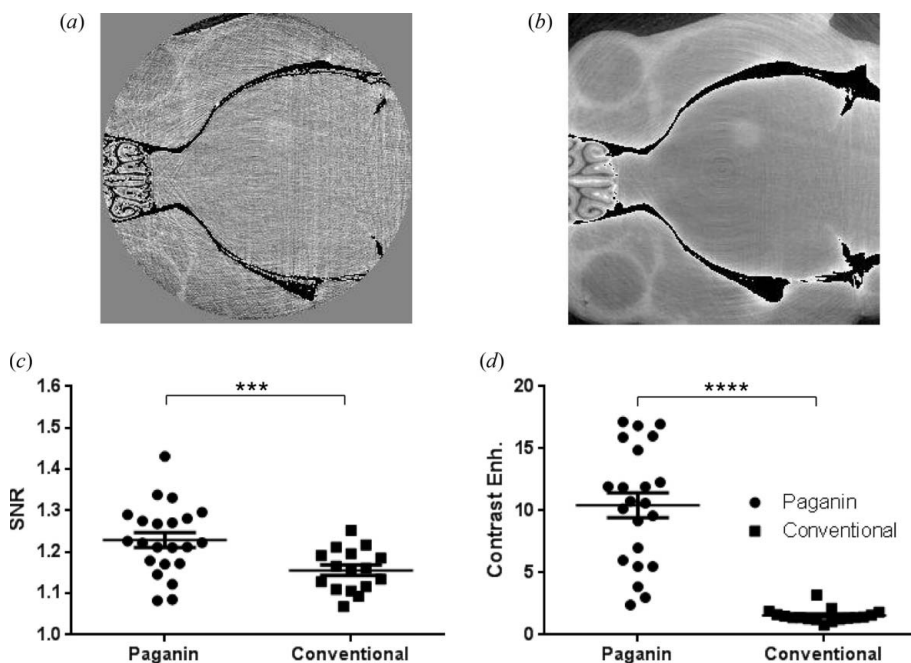 (a)
(b)
(c)
1.6
1.5
1.4
1.3
1.2
1.1
1.0
SNR
***
Paganin
Conventional
(d)
20
15
10
5
0
Contrast Enh.
****
Paganin
Conventional
Paganin
Conventional